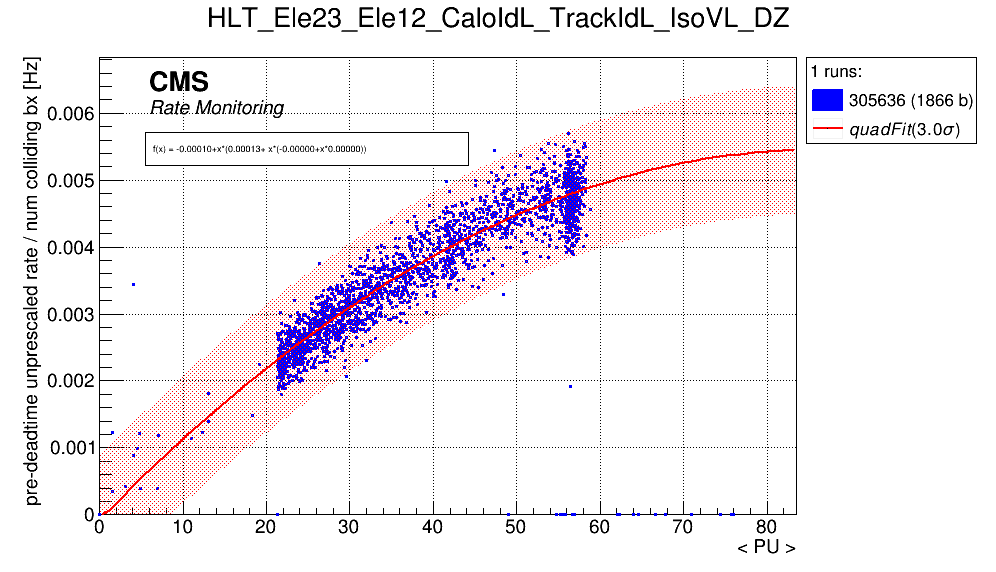 HLT_Ele23_Ele12_CaloIdL_TrackIdL_IsoVL_DZ
pre-deadtime unprescaled rate / num colliding bx [Hz]
CMS
Rate Monitoring
f(x) = -0.00010+x*(0.00013+ x*(-0.00000+x*0.00000))
1 runs:
305636 (1866 b)
quadFit(3.0σ)
0.006
0.005
0.004
0.003
0.002
0.001
0
0 10 20 30 40 50 60 70 80
< PU >